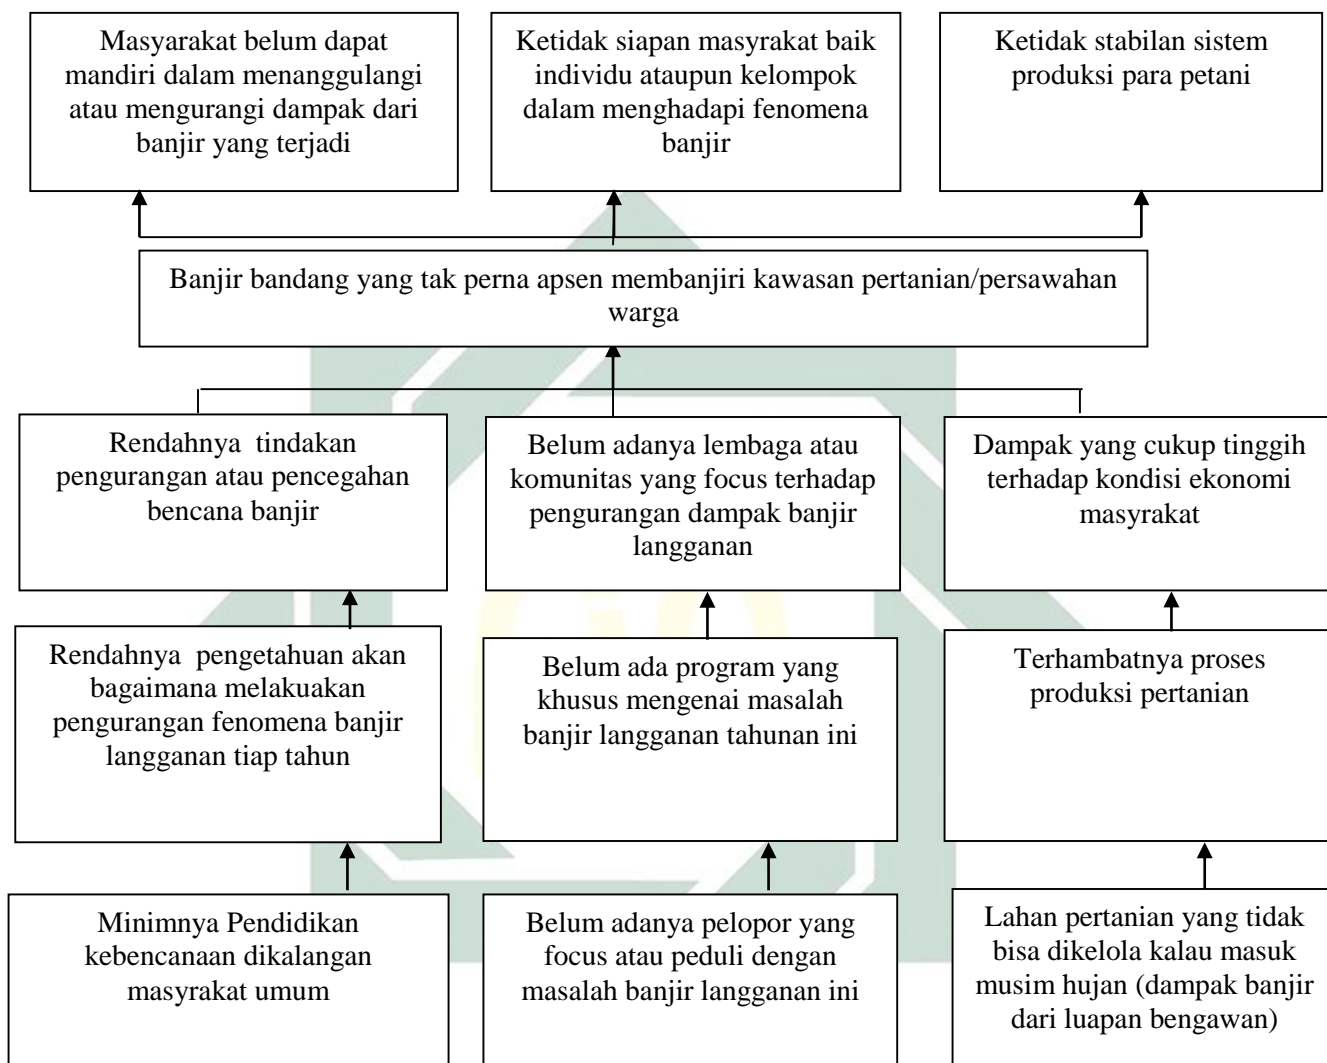 Masyarakat belum dapat
mandiri dalam menanggulangi
atau mengurangi dampak dari
banjir yang terjadi
Ketidak siapan masyrakat baik
individu ataupun kelompok
dalam menghadapi fenomena
banjir
Ketidak stabilan sistem
produksi para petani
Banjir bandang yang tak perna apsen membanjiri kawasan pertanian/persawahan
warga
Rendahnya tindakan
pengurangan atau pencegahan
bencana banjir
Belum adanya lembaga atau
komunitas yang focus terhadap
pengurangan dampak banjir
langganan
Dampak yang cukup tinggih
terhadap kondisi ekonomi
masyrakat
Rendahnya pengetahuan akan
bagaimana melakuakan
pengurangan fenomena banjir
langganan tiap tahun
Belum ada program yang
khusus mengenai masalah
banjir langganan tahunan ini
Terhambatnya proses
produksi pertanian
Minimnya Pendidikan
kebencanaan dikalangan
masyrakat umum
Belum adanya pelopor yang
focus atau peduli dengan
masalah banjir langganan ini
Lahan pertanian yang tidak
bisa dikelola kalau masuk
musim hujan (dampak banjir
dari luapan bengawan)